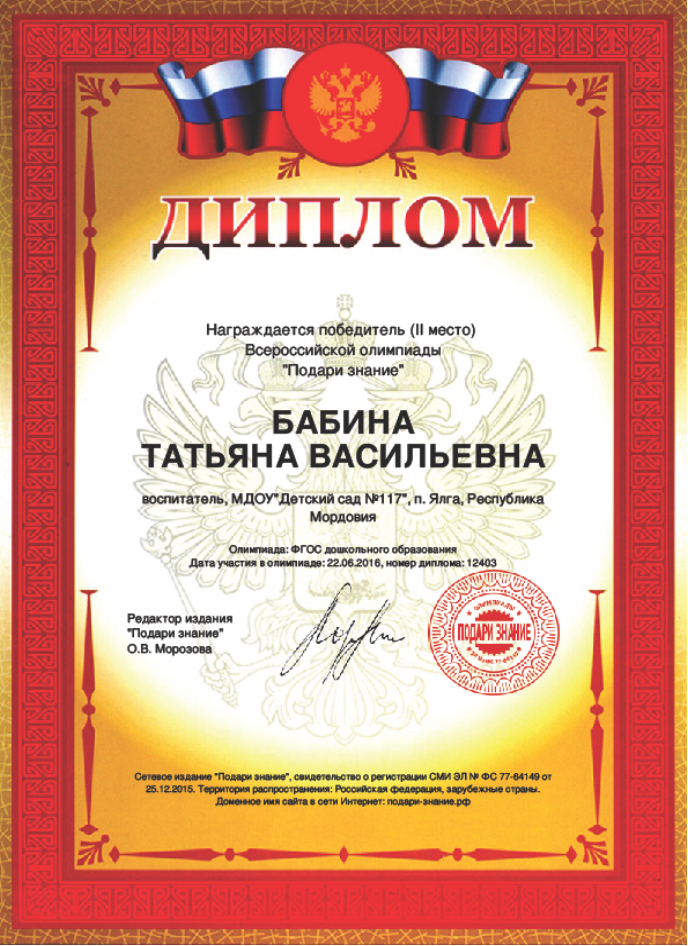 ДИПЛОМ
Награждается победитель (II место)
Всероссийской олимпиады
"Подари знание"
БАБИНА
ТАТЬЯНА ВАСИЛЬЕВНА
воспитатель, МДОУ"Детский сад №117", п. Ялга, Республика
Мордовия
Олимпиада: ФГОС дошкольного образования
Дата участия в олимпиаде: 22.06.2016, номер диплома: 12403
Редактор издания
"Подари знание"
О.В. Морозова
ОЛИМПИАДЫ
ПОДАРИ ЗНАНИЕ
Сетевое издание "Подари знание", свидетельство о регистрации СМИ ЭЛ № ФС 77-64149 от
25.12.2015. Территория распространения: Российская федерация, зарубежные страны.
Доменное имя сайта в сети Интернет: подари-знание.рф